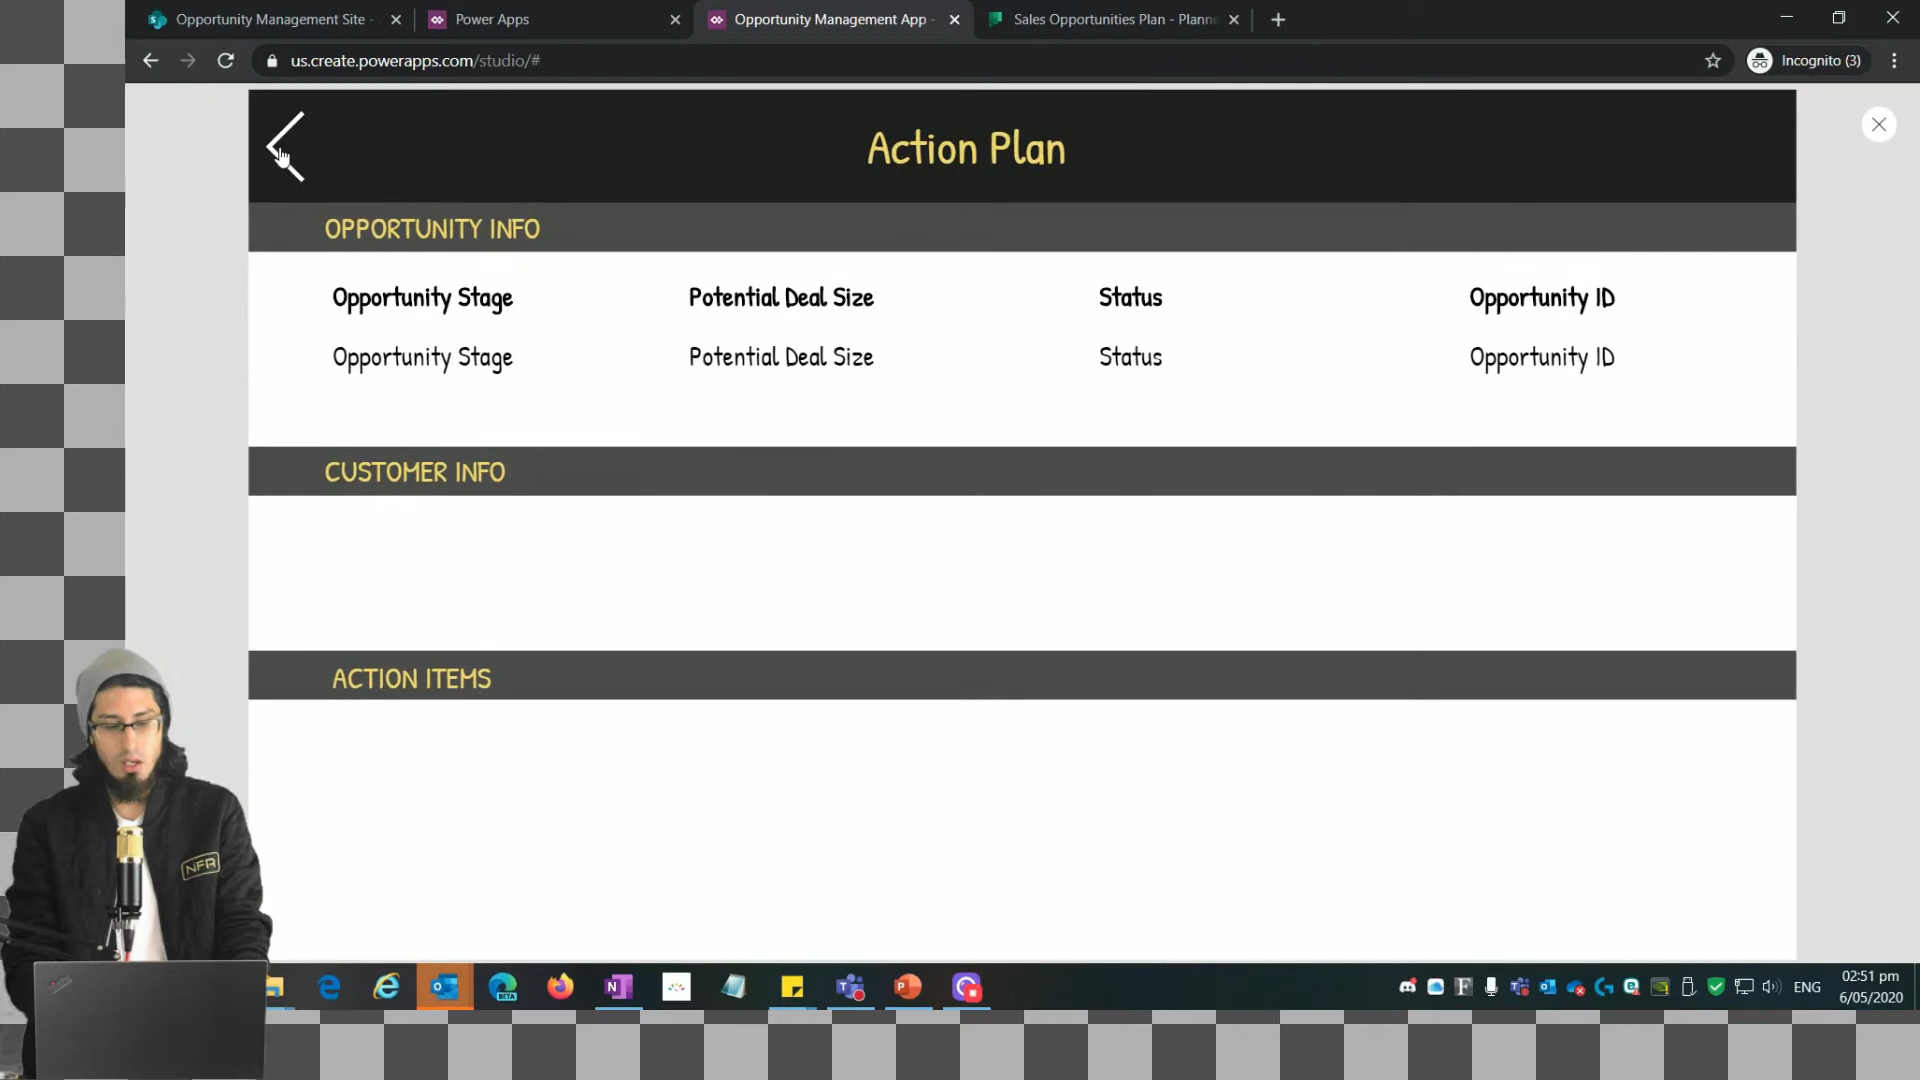 Opportunity Management Site -
Power Apps
Opportunity Management App -
Sales Opportunities Plan - Planne
us.create.powerapps.com/studio/#
Incognito (3)
Action Plan
OPPORTUNITY INFO
Opportunity Stage Potential Deal Size Status Opportunity ID
Opportunity Stage Potential Deal Size Status Opportunity ID
CUSTOMER INFO
ACTION ITEMS
NFR
BETA
ENG
02:51 pm
6/05/2020